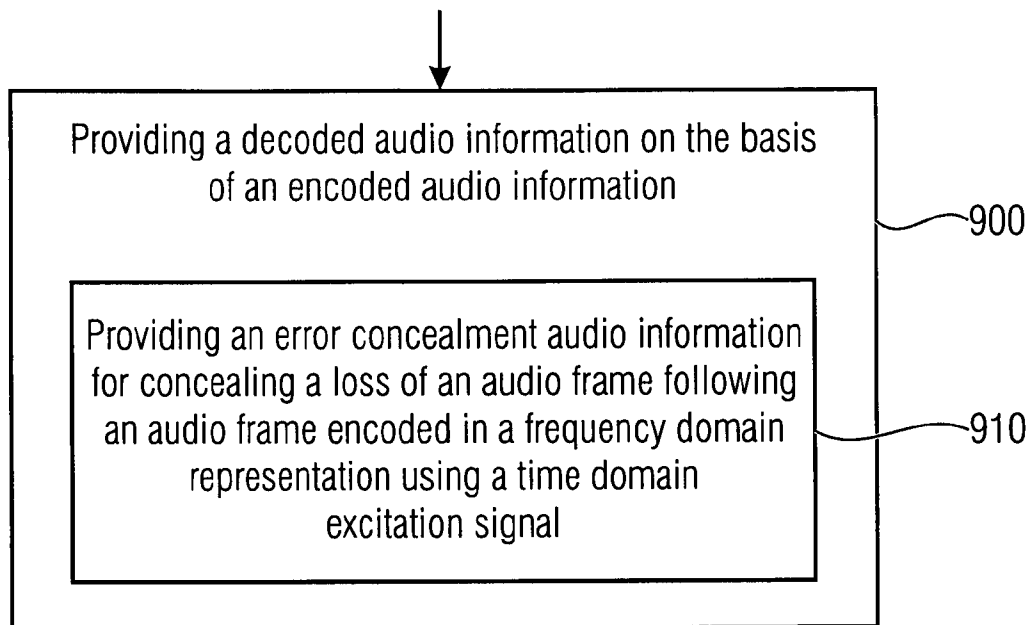 Providing a decoded audio information on the basis
of an encoded audio information
900
Providing an error concealment audio information
for concealing a loss of an audio frame following
an audio frame encoded in a frequency domain
representation using a time domain
excitation signal
910